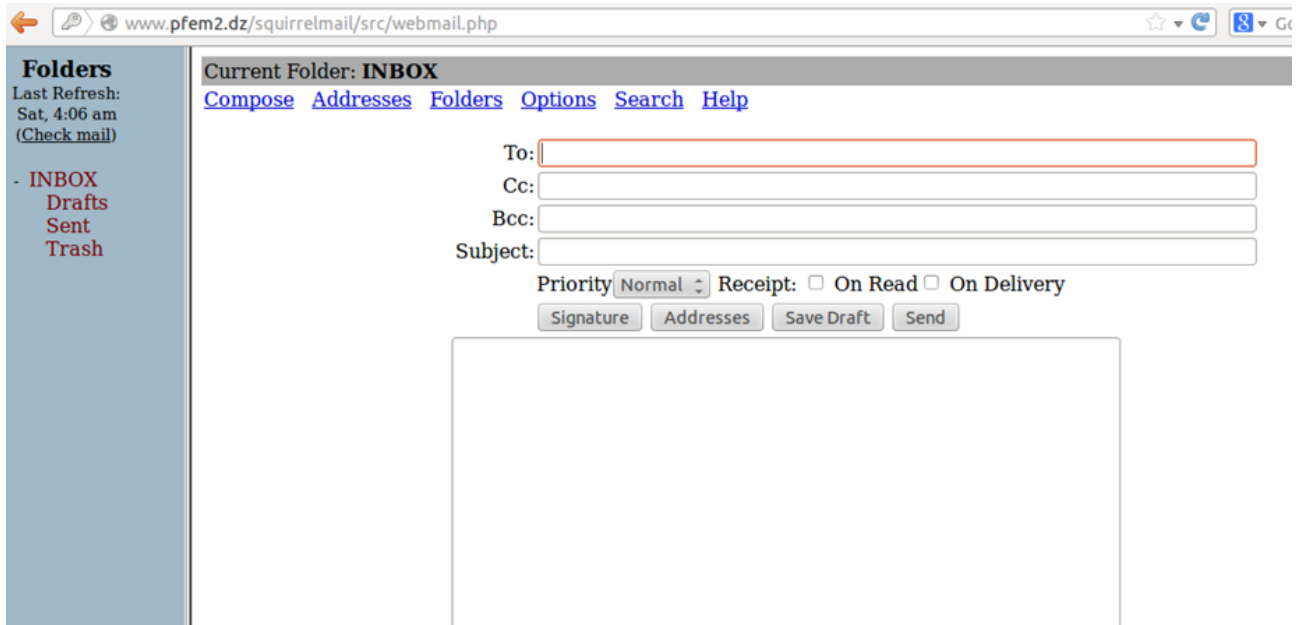 www.pfem2.dz/squirrelmail/src/webmail.php
Folders
Last Refresh:
Sat, 4:06 am
(Check mail)
- INBOX
Drafts
Sent
Trash
Current Folder: INBOX
Compose Addresses Folders Options Search Help
To:
Cc:
Bcc:
Subject:
Priority Normal Receipt: On Read On Delivery
Signature Addresses Save Draft Send